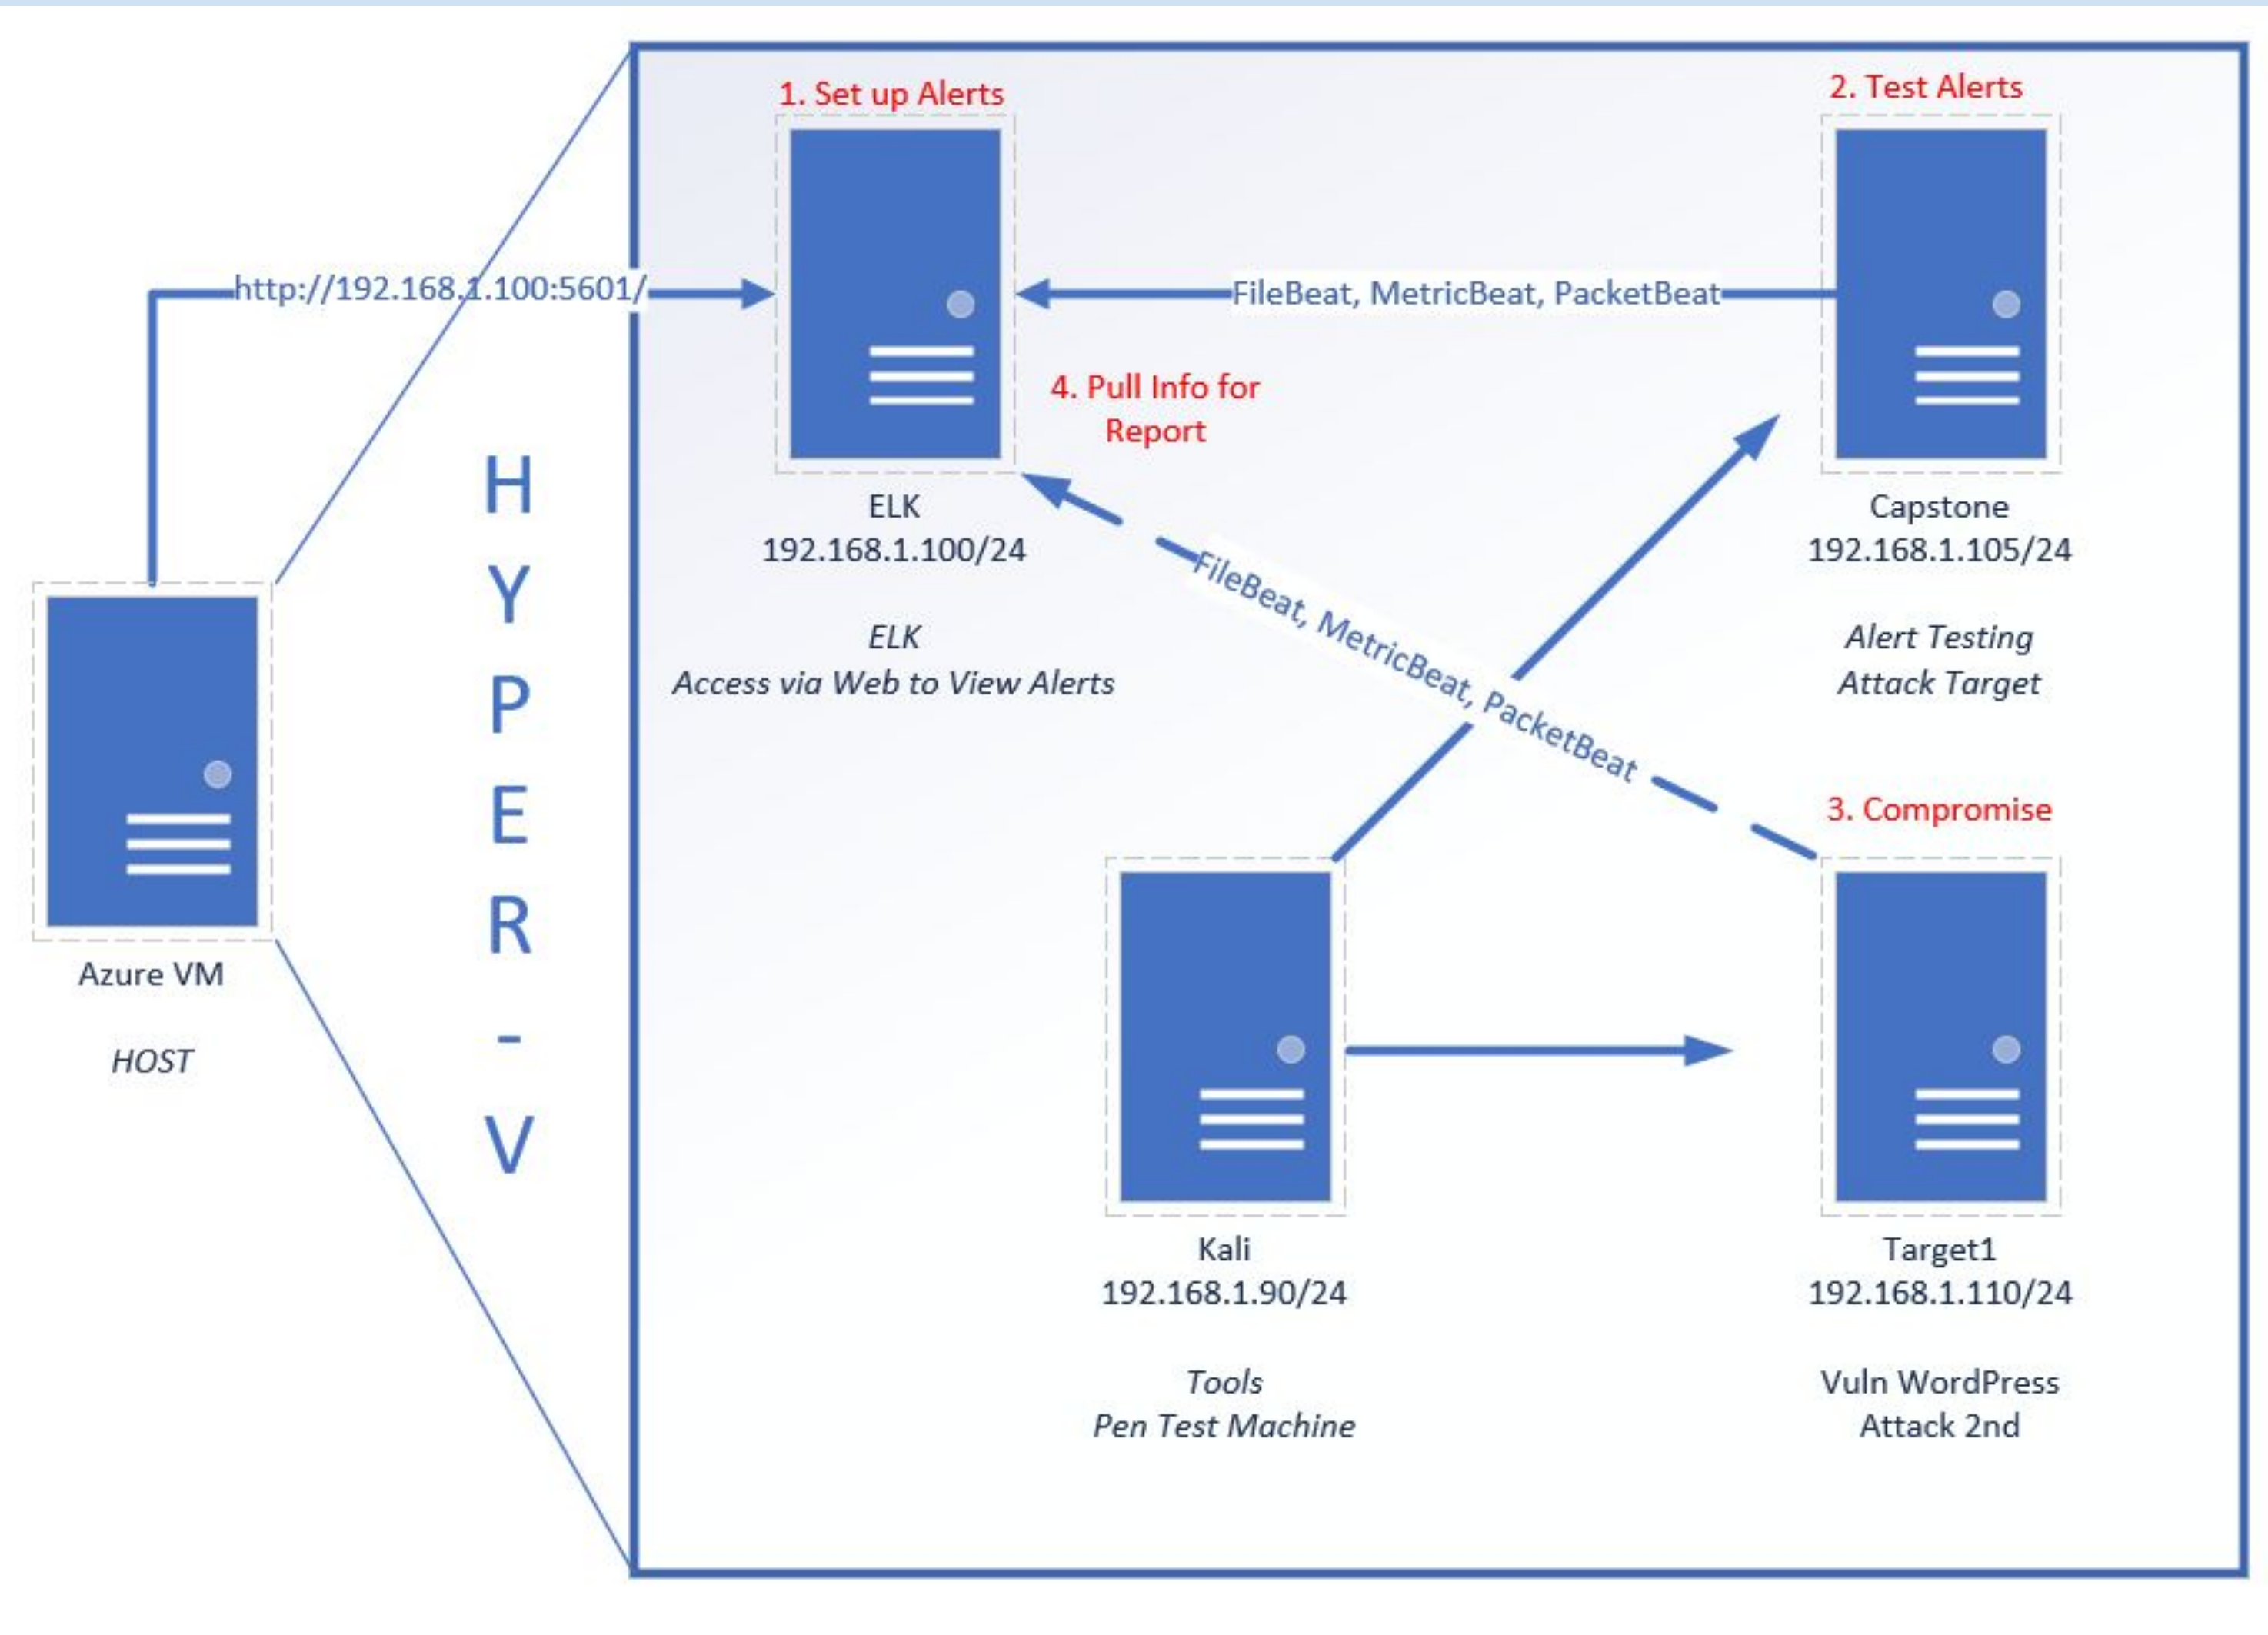 1. Set up Alerts
2. Test Alerts
http://192.168.1.100:5601/
FileBeat, MetricBeat, PacketBeat
4. Pull Info for
Report
ELK
192.168.1.100/24
ELK
Access via Web to View Alerts
Capstone
192.168.1.105/24
Alert Testing
Attack Target
H
Y
P
E
R
-
V
FileBeat, MetricBeat, PacketBeat
3. Compromise
Azure VM
HOST
Kali
192.168.1.90/24
Tools
Pen Test Machine
Target1
192.168.1.110/24
Vuln WordPress
Attack 2nd